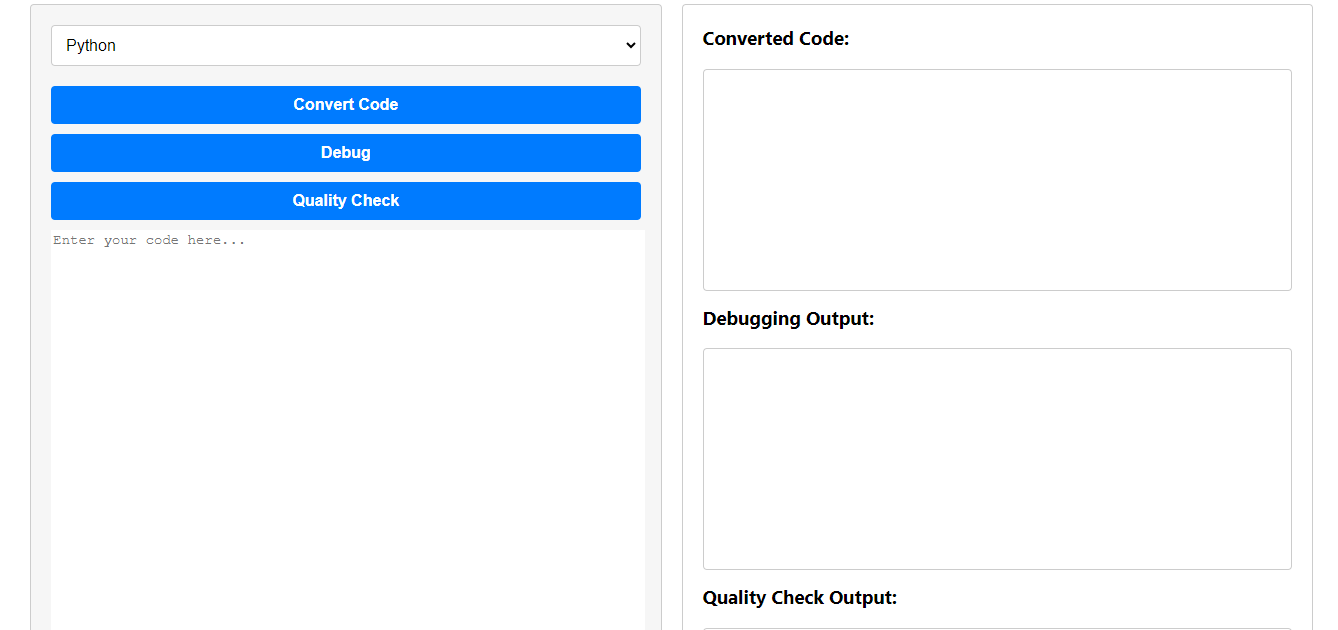 Python
Convert Code
Debug
Quality Check
Enter your code here...
Converted Code:
Debugging Output:
Quality Check Output: